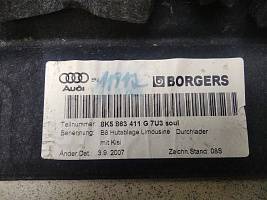 Audi
BORGERS
Teilnummer: 8K5 863 411 G 7U3 soul
Benennung: B8 Hutablage Limousine Durchlader
mit Kisi
Änder.Dat.: 3.9.2007 Zeichn.Stand: 08S